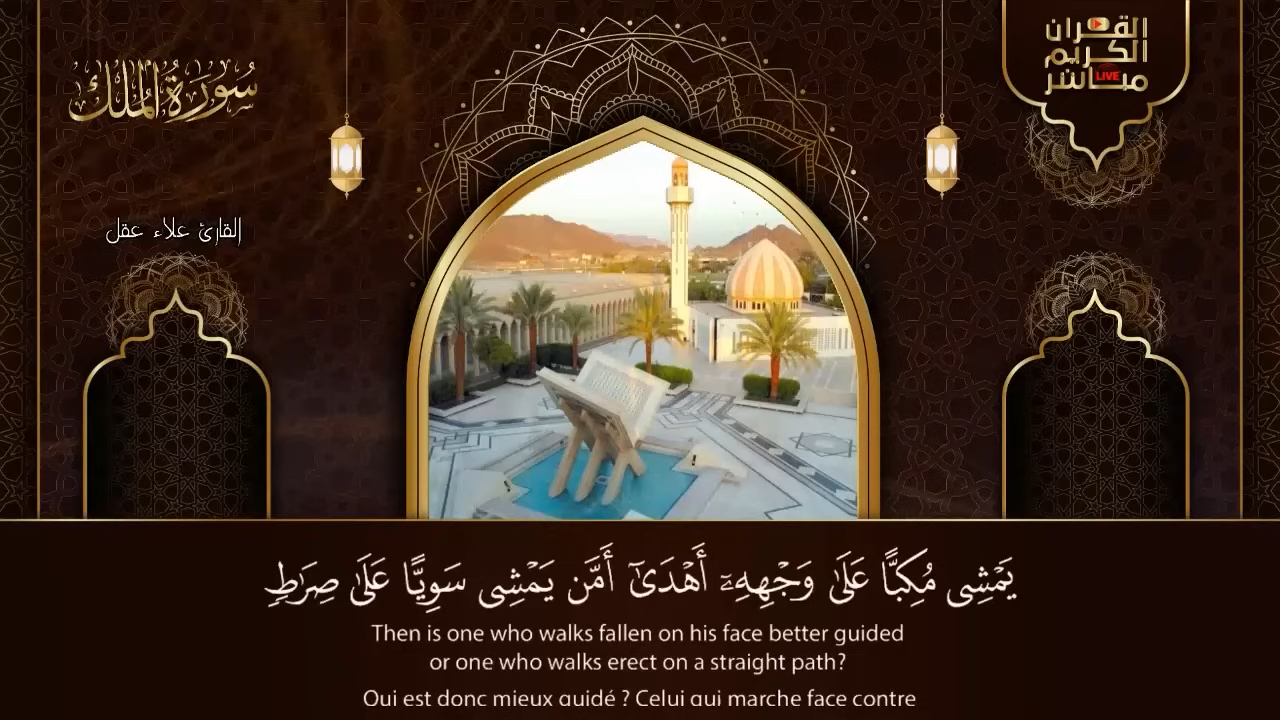 سُورَةُ المُلك
القرآن
الكريم
مباشر
LIVE
القارئ علاء عقل
يَمْشِى مُكِبًّا عَلَىٰ وَجْهِهِۦٓ أَهْدَىٰٓ أَمَّن يَمْشِى سَوِيًّا عَلَىٰ صِرَٰطٍ
Then is one who walks fallen on his face better guided
or one who walks erect on a straight path?
Qui est donc mieux guidé ? Celui qui marche face contre